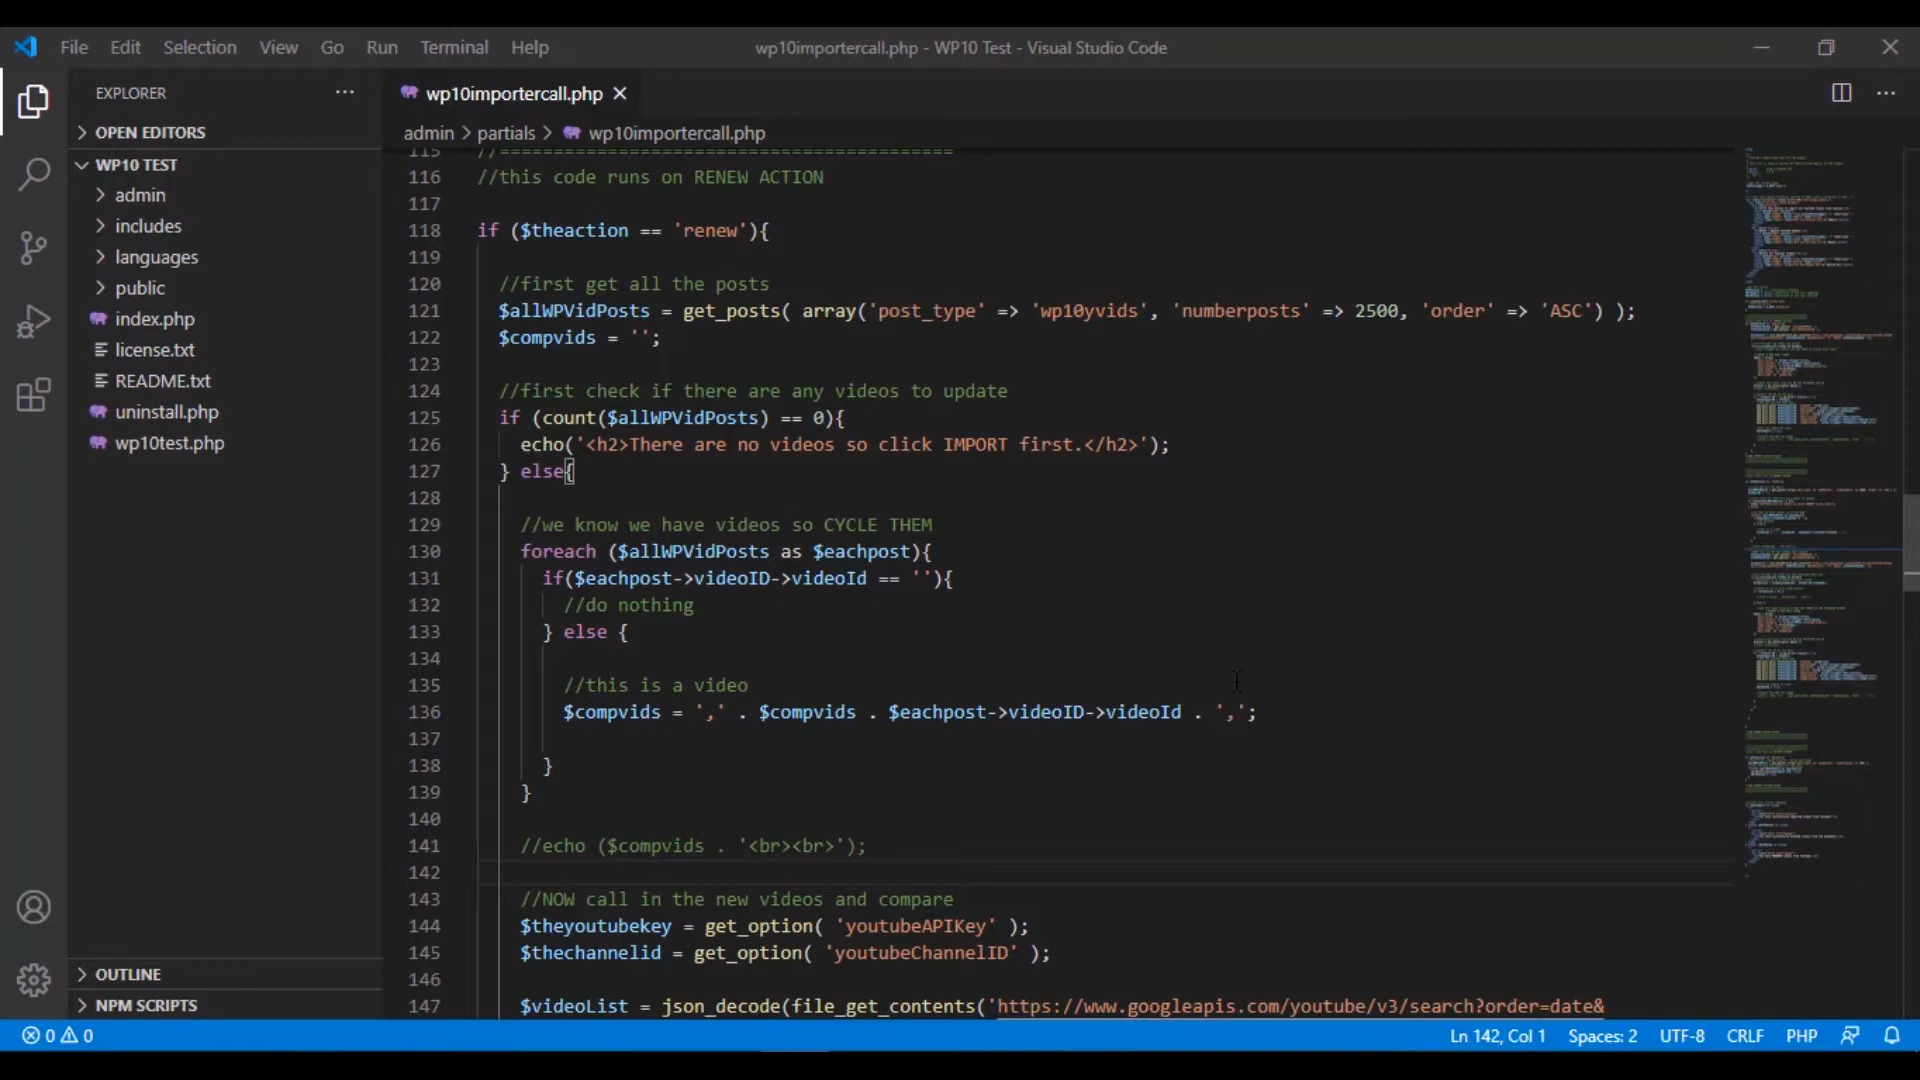 File Edit Selection View Go Run Terminal Help wp10importercall.php - WP10 Test - Visual Studio Code
EXPLORER
OPEN EDITORS
WP10 TEST
admin
includes
languages
public
index.php
license.txt
README.txt
uninstall.php
wp10test.php
OUTLINE
NPM SCRIPTS
wp10importercall.php
admin > partials > wp10importercall.php
115 //==========================================
116 //this code runs on RENEW ACTION
117
118 if ($theaction == 'renew'){
119
120 //first get all the posts
121 $allWPVidPosts = get_posts( array('post_type' => 'wp10yvids', 'numberposts' => 2500, 'order' => 'ASC') );
122 $compvids = '';
123
124 //first check if there are any videos to update
125 if (count($allWPVidPosts) == 0){
126 echo('<h2>There are no videos so click IMPORT first.</h2>');
127 } else{
128
129 //we know we have videos so CYCLE THEM
130 foreach ($allWPVidPosts as $eachpost){
131 if($eachpost->videoID->videoId == ''){
132 //do nothing
133 } else {
134
135 //this is a video
136 $compvids = ',' . $compvids . $eachpost->videoID->videoId . ',';
137
138 }
139 }
140
141 //echo ($compvids . '<br><br>');
142
143 //NOW call in the new videos and compare
144 $theyoutubekey = get_option( 'youtubeAPIKey' );
145 $thechannelid = get_option( 'youtubeChannelID' );
146
147 $videoList = json_decode(file_get_contents('https://www.googleapis.com/youtube/v3/search?order=date&
0 0 Ln 142, Col 1 Spaces: 2 UTF-8 CRLF PHP